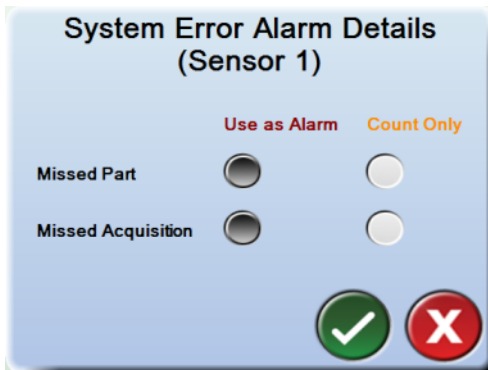 System Error Alarm Details
(Sensor 1)
Use as Alarm Count Only
Missed Part
Missed Acquisition